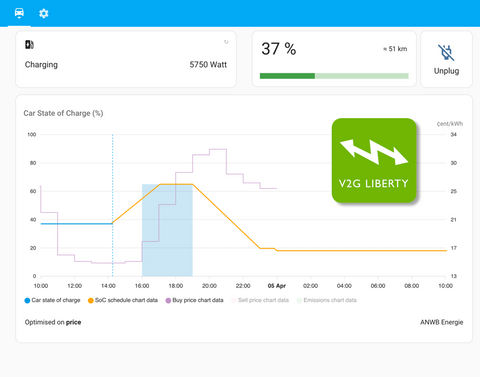 37 %
≈ 51 km
Charging
5750 Watt
Unplug
Car State of Charge (%)
çent/kWh
100
80
60
40
20
0
34
30
25
21
17
13
V2G LIBERTY
10:00
12:00
14:00
16:00
18:00
20:00
22:00
05 Apr
02:00
04:00
06:00
08:00
10:00
Car state of charge
SoC schedule chart data
Buy price chart data
Sell price chart data
Emissions chart data
Optimised on price
ANWB Energie